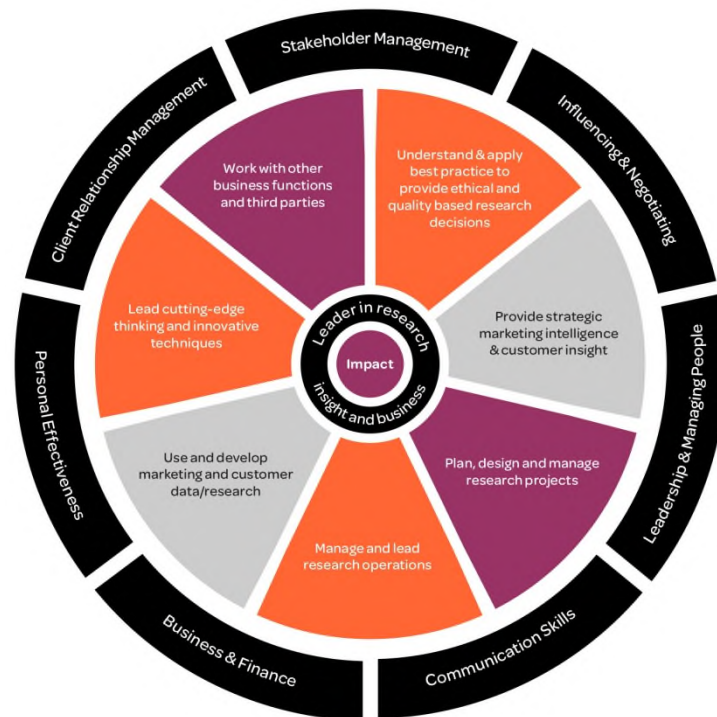 Stakeholder Management
Influencing & Negotiating
Leadership & Managing People
Communication Skills
Business & Finance
Personal Effectiveness
Client Relationship Management
Work with other
business functions
and third parties
Understand & apply
best practice to
provide ethical and
quality based research
decisions
Provide strategic
marketing intelligence
& customer insight
Plan, design and manage
research projects
Manage and lead
research operations
Use and develop
marketing and customer
data/research
Lead cutting-edge
thinking and innovative
techniques
Leader in research
insight and business
Impact